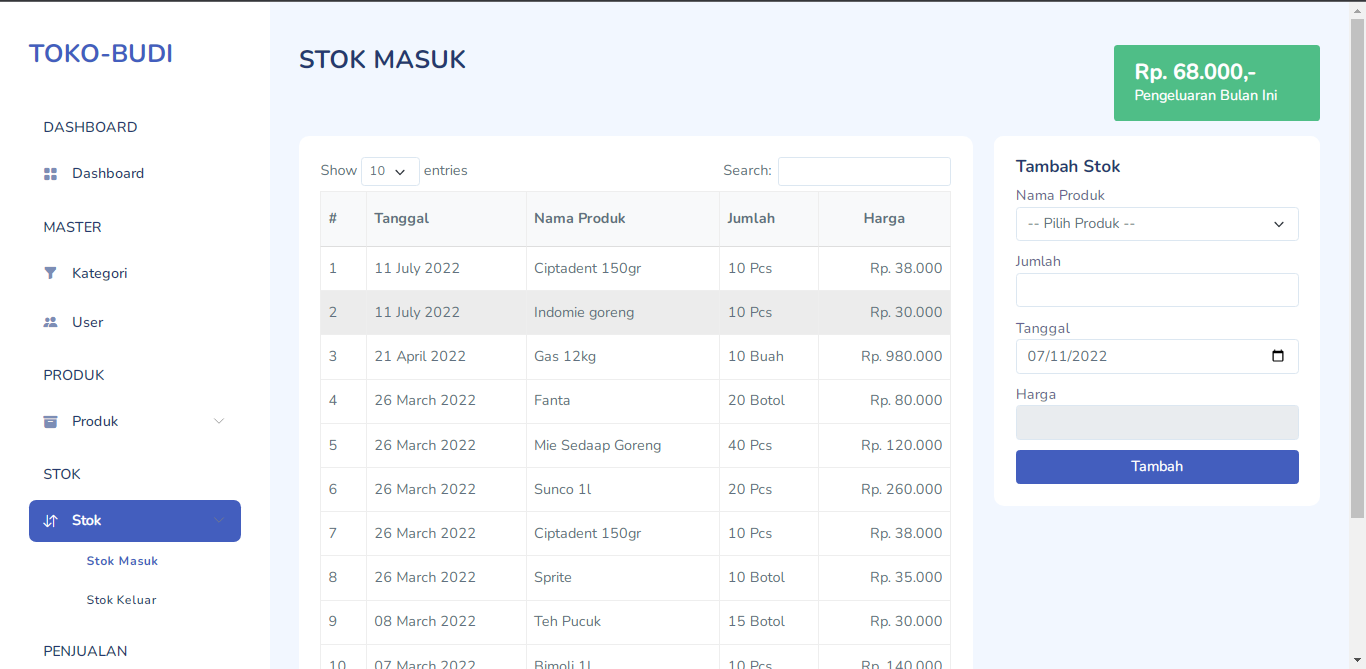 TOKO-BUDI
DASHBOARD
Dashboard
MASTER
Kategori
User
PRODUK
Produk
STOK
Stok
Stok Masuk
Stok Keluar
PENJUALAN
STOK MASUK
Rp. 68.000,-
Pengeluaran Bulan Ini
Show 10 entries Search:
# Tanggal Nama Produk Jumlah Harga
1 11 July 2022 Ciptadent 150gr 10 Pcs Rp. 38.000
2 11 July 2022 Indomie goreng 10 Pcs Rp. 30.000
3 21 April 2022 Gas 12kg 10 Buah Rp. 980.000
4 26 March 2022 Fanta 20 Botol Rp. 80.000
5 26 March 2022 Mie Sedaap Goreng 40 Pcs Rp. 120.000
6 26 March 2022 Sunco 1l 20 Pcs Rp. 260.000
7 26 March 2022 Ciptadent 150gr 10 Pcs Rp. 38.000
8 26 March 2022 Sprite 10 Botol Rp. 35.000
9 08 March 2022 Teh Pucuk 15 Botol Rp. 30.000
10 07 March 2022 Bimoli 1l 10 Pcs Rp. 140.000
Tambah Stok
Nama Produk
-- Pilih Produk --
Jumlah
Tanggal
07/11/2022
Harga
Tambah